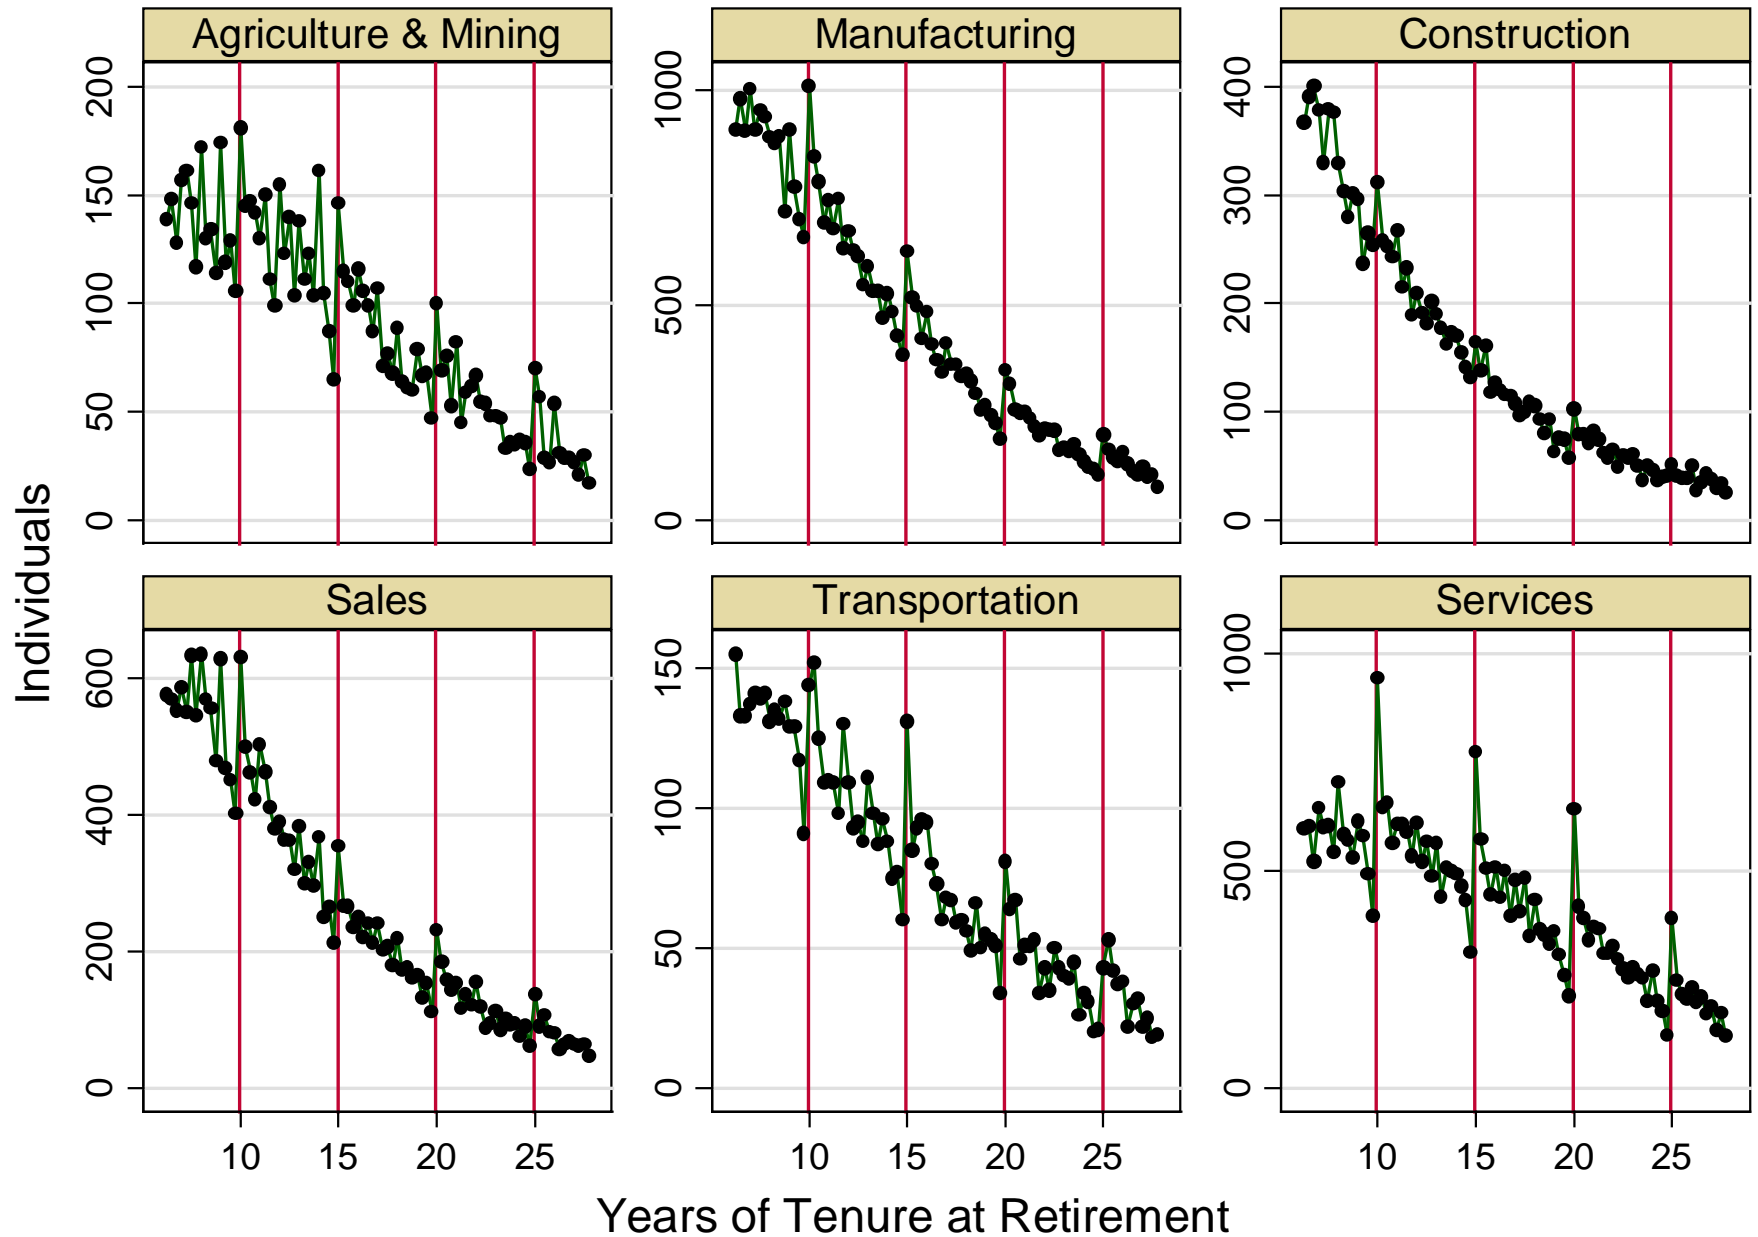 Agriculture & Mining
Manufacturing
Construction
200
150
100
50
0
1000
500
0
400
300
200
100
0
Sales
Transportation
Services
600
400
200
0
150
100
50
0
1000
500
0
10 15 20 25
10 15 20 25
10 15 20 25
Individuals
Years of Tenure at Retirement